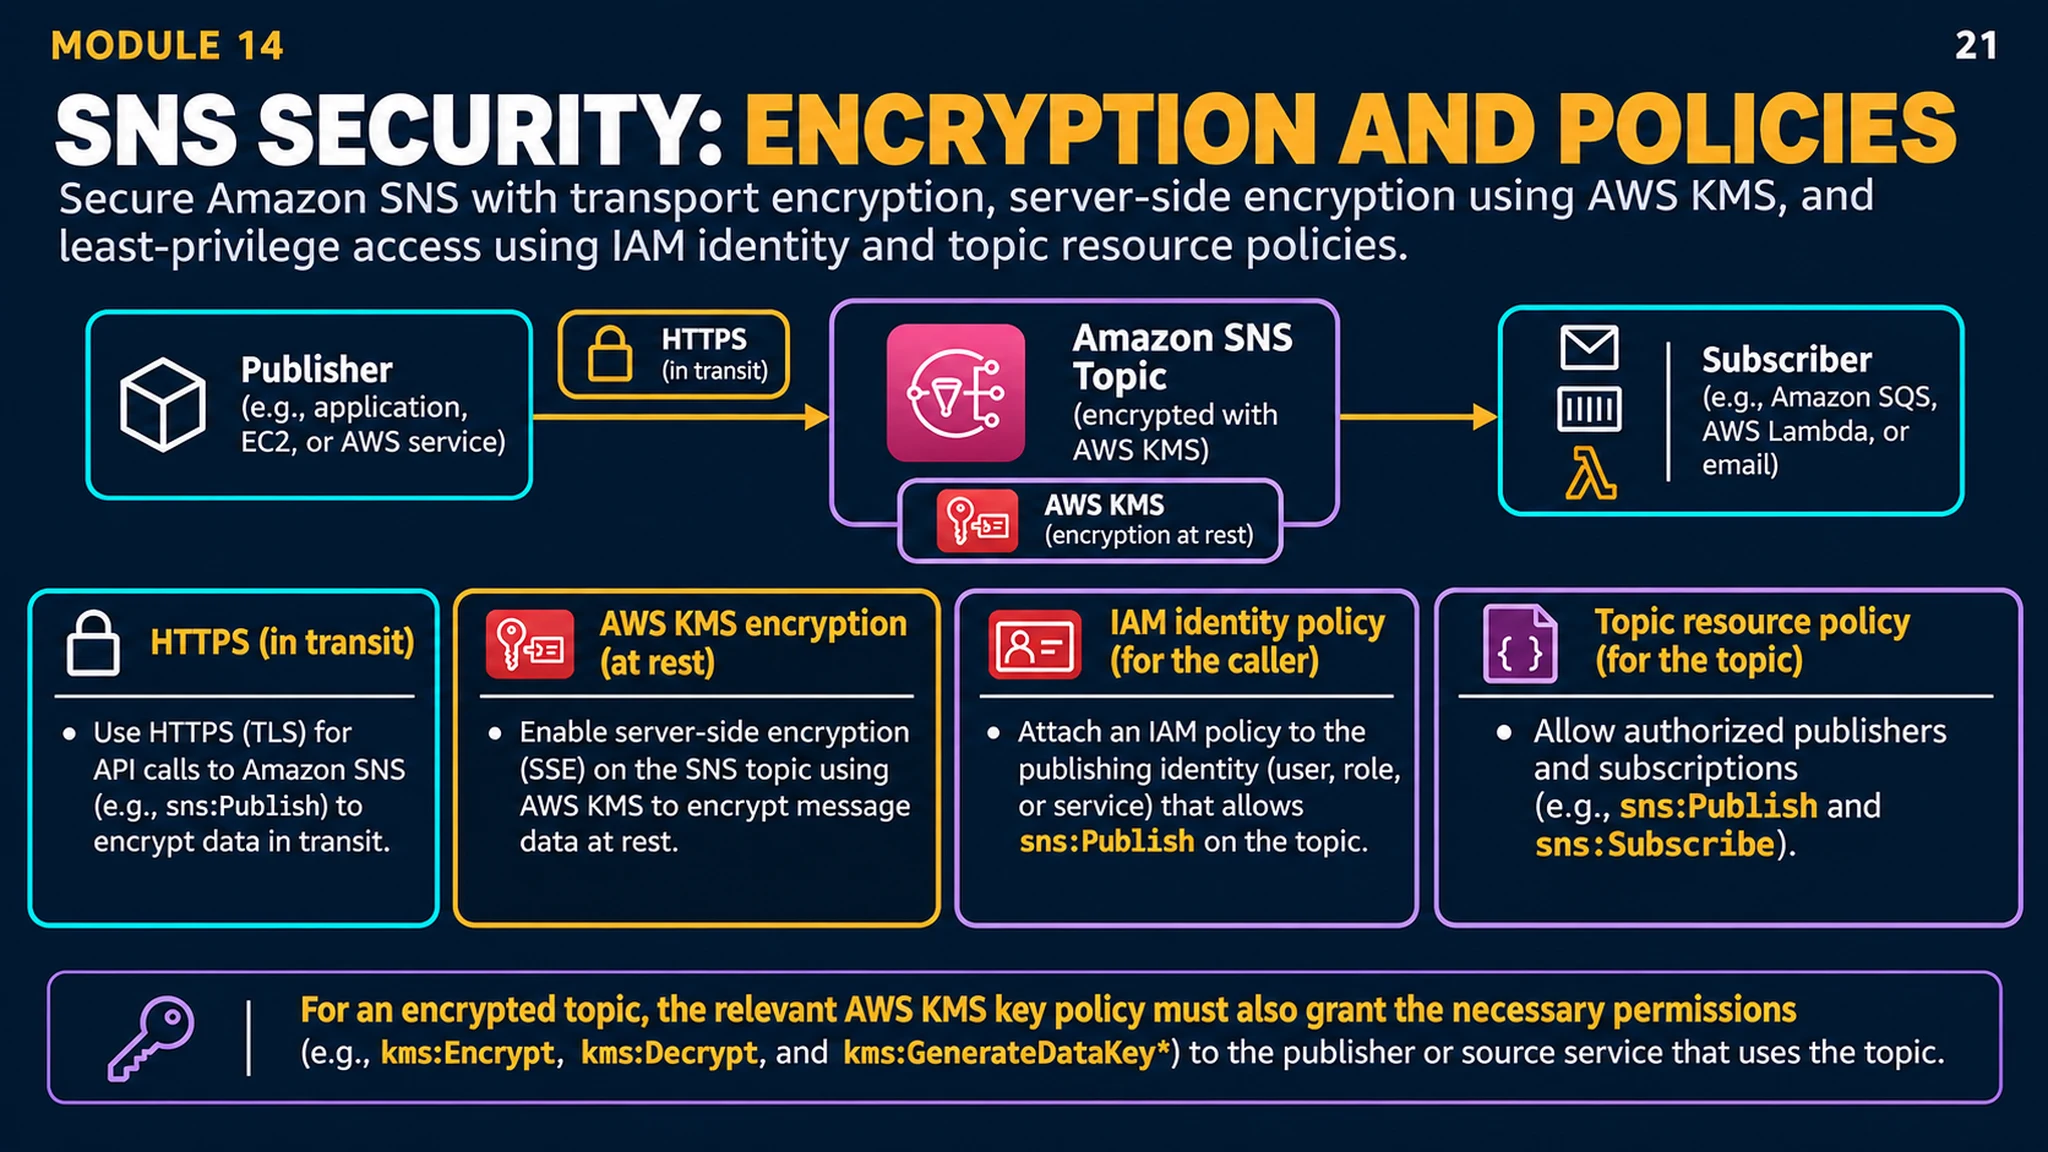 MODULE 14
21
SNS SECURITY: ENCRYPTION AND POLICIES
Secure Amazon SNS with transport encryption, server-side encryption using AWS KMS, and
least-privilege access using IAM identity and topic resource policies.
Publisher
(e.g., application,
EC2, or AWS service)
HTTPS
(in transit)
Amazon SNS
Topic
(encrypted with
AWS KMS)
AWS KMS
(encryption at rest)
Subscriber
(e.g., Amazon SQS,
AWS Lambda, or
email)
HTTPS (in transit)
• Use HTTPS (TLS) for
API calls to Amazon SNS
(e.g., sns:Publish) to
encrypt data in transit.
AWS KMS encryption
(at rest)
• Enable server-side encryption
(SSE) on the SNS topic using
AWS KMS to encrypt message
data at rest.
IAM identity policy
(for the caller)
• Attach an IAM policy to the
publishing identity (user, role,
or service) that allows
sns:Publish on the topic.
Topic resource policy
(for the topic)
• Allow authorized publishers
and subscriptions
(e.g., sns:Publish and
sns:Subscribe).
For an encrypted topic, the relevant AWS KMS key policy must also grant the necessary permissions
(e.g., kms:Encrypt, kms:Decrypt, and kms:GenerateDataKey*) to the publisher or source service that uses the topic.